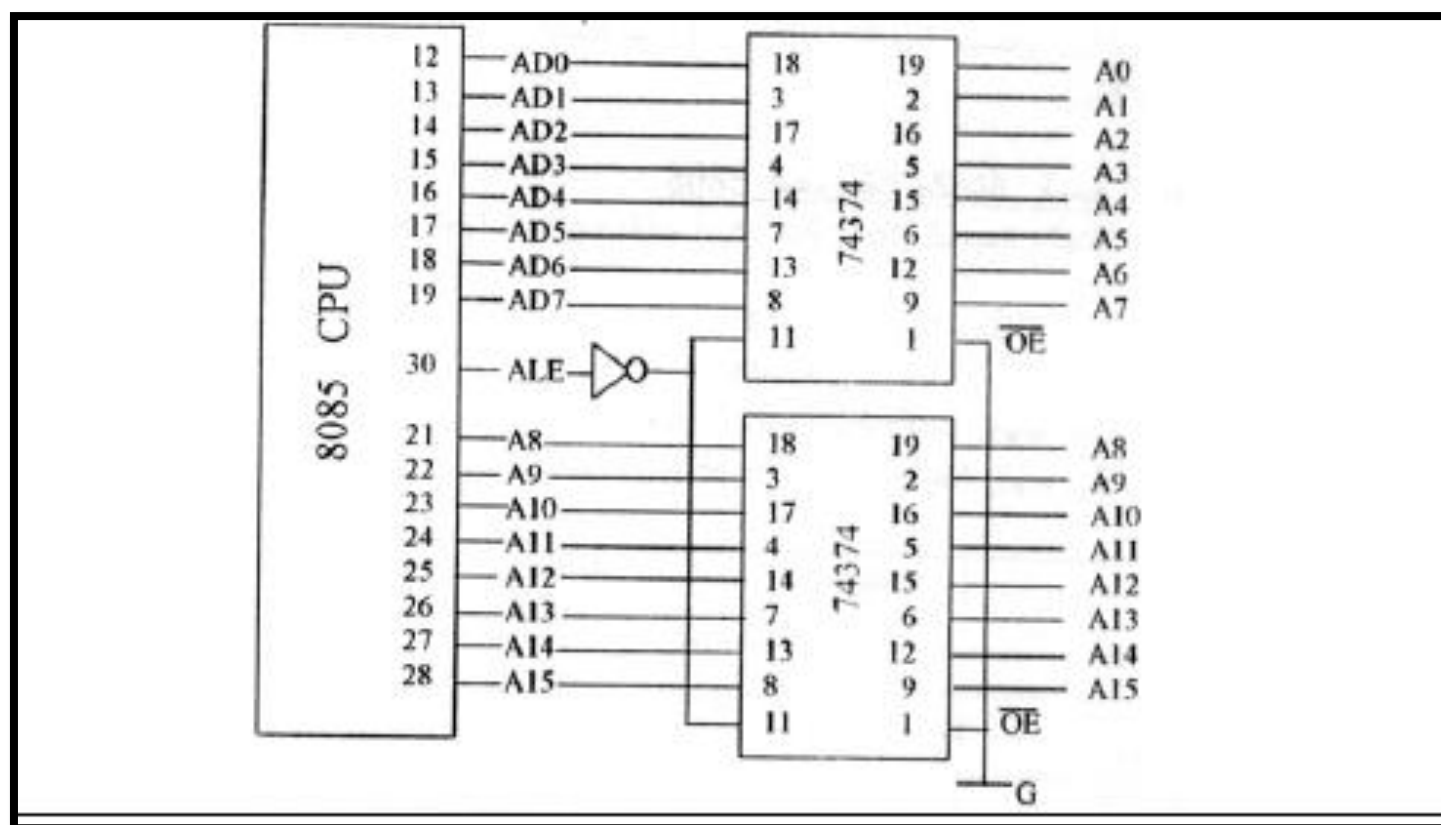 12 AD0 18 19 A0
13 AD1 3 2 A1
14 AD2 17 16 A2
15 AD3 4 5 A3
16 AD4 14 15 A4
17 AD5 7 6 A5
18 AD6 13 12 A6
19 AD7 8 9 A7
11 1 OE
74374
30 ALE
8085 CPU
21 A8 18 19 A8
22 A9 3 2 A9
23 A10 17 16 A10
24 A11 4 5 A11
25 A12 14 15 A12
26 A13 7 6 A13
27 A14 13 12 A14
28 A15 8 9 A15
11 1 OE
74374
G